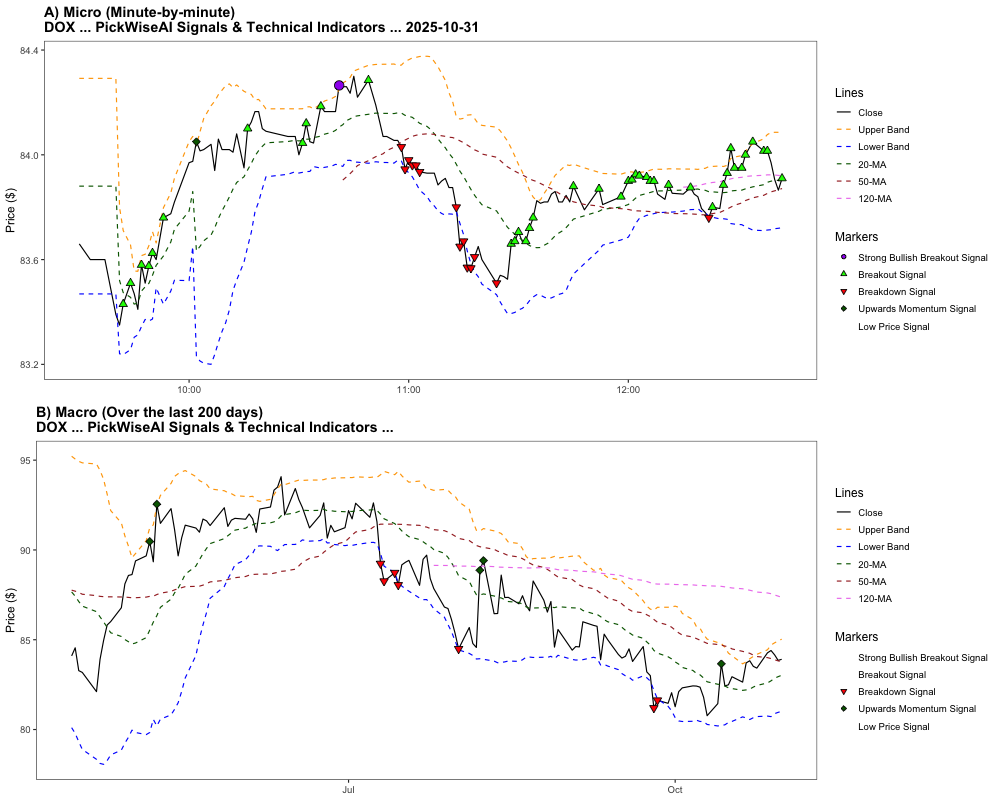 A) Micro (Minute-by-minute)
DOX ... PickWiseAI Signals & Technical Indicators ... 2025-10-31
84.4
84.0
83.6
83.2
Price ($)
10:00
11:00
12:00
Lines
Close
Upper Band
Lower Band
20-MA
50-MA
120-MA
Markers
Strong Bullish Breakout Signal
Breakout Signal
Breakdown Signal
Upwards Momentum Signal
Low Price Signal
B) Macro (Over the last 200 days)
DOX ... PickWiseAI Signals & Technical Indicators ...
95
90
85
80
Price ($)
Jul
Oct
Lines
Close
Upper Band
Lower Band
20-MA
50-MA
120-MA
Markers
Strong Bullish Breakout Signal
Breakout Signal
Breakdown Signal
Upwards Momentum Signal
Low Price Signal